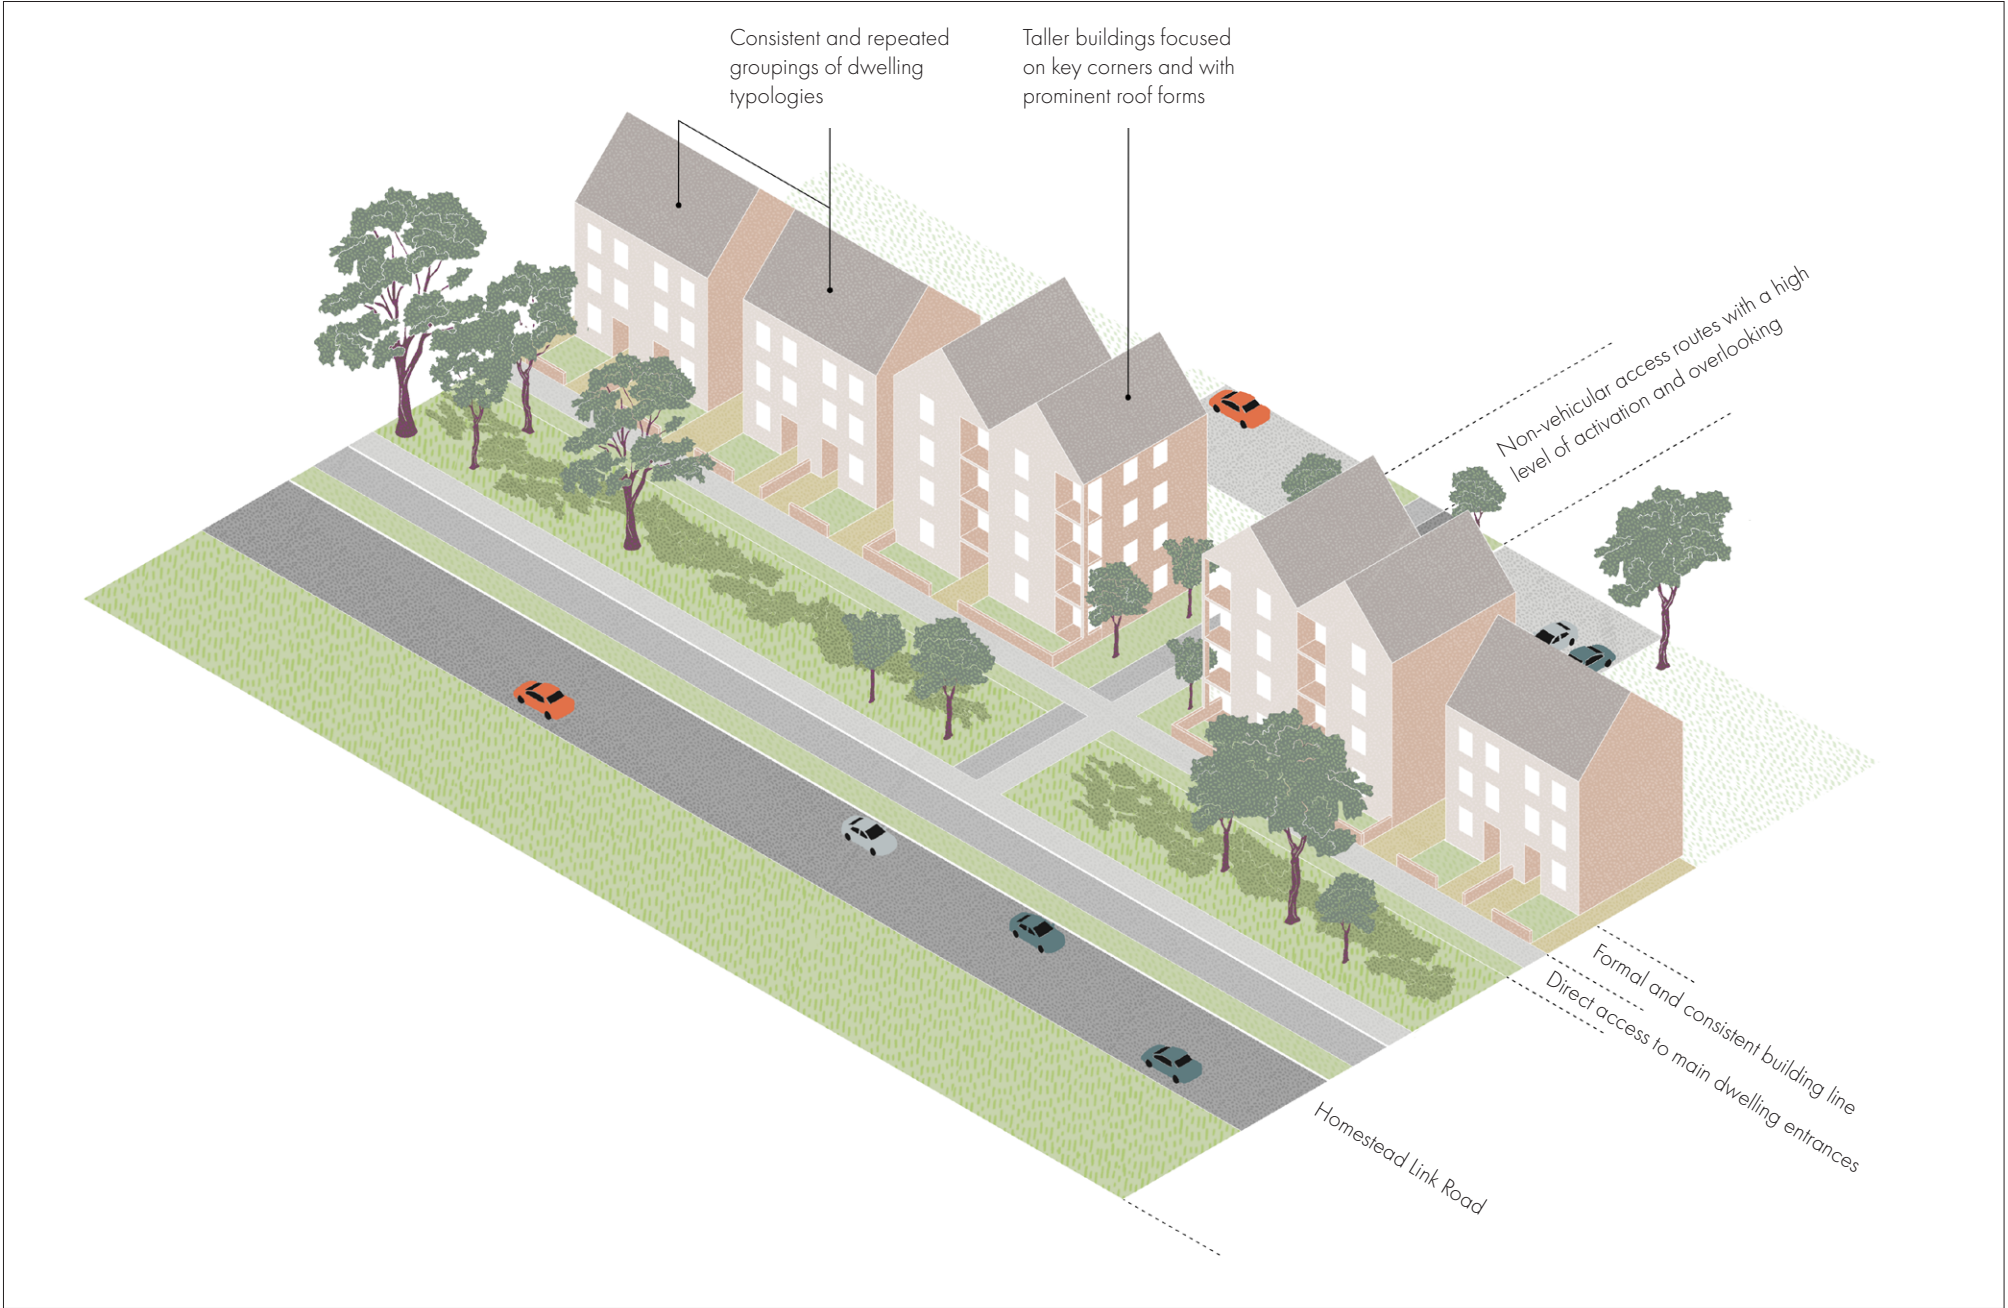 Consistent and repeated
groupings of dwelling
typologies
Taller buildings focused
on key corners and with
prominent roof forms
Non-vehicular access routes with a high
level of activation and overlooking
Formal and consistent building line
Direct access to main dwelling entrances
Homestead Link Road